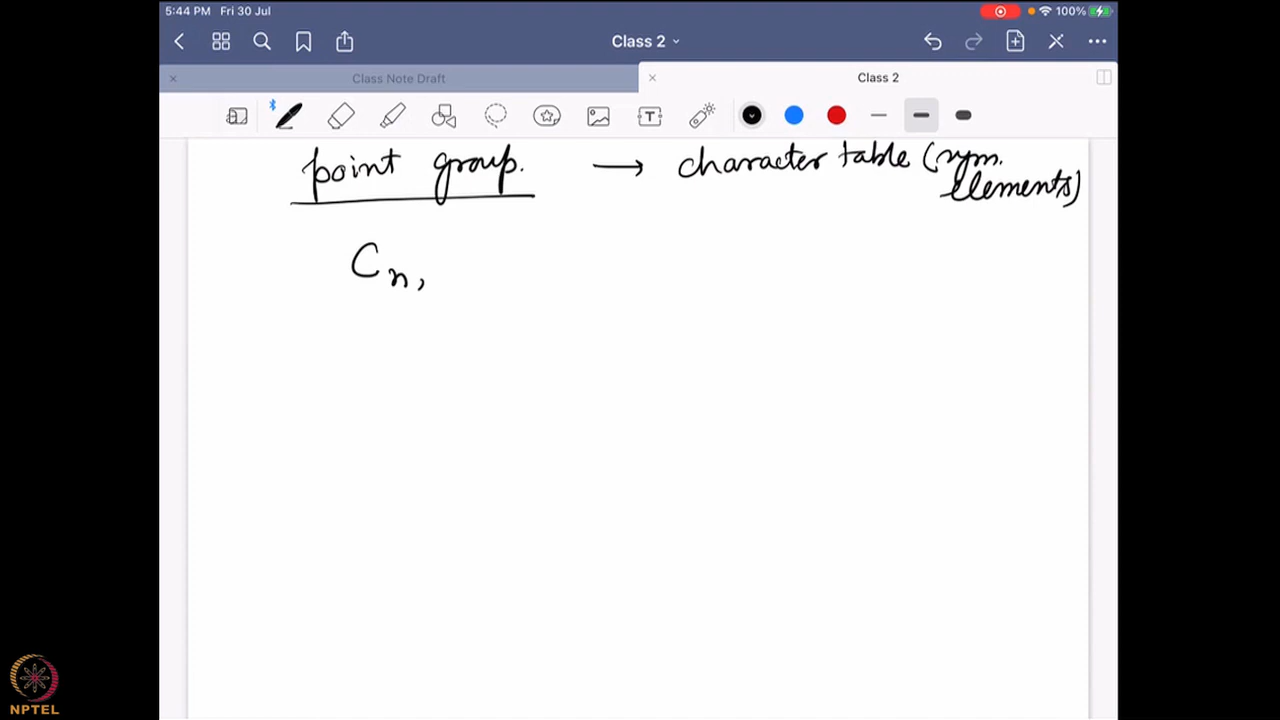 5:44 PM Fri 30 Jul 100%
Class 2
Class Note Draft Class 2
T
point group. → character table (sym.
elements)
Cn,
NPTEL